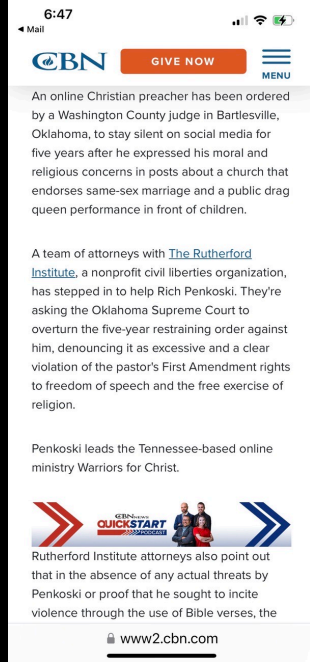 6:47
◄ Mail
CBN
GIVE NOW
MENU
An online Christian preacher has been ordered
by a Washington County judge in Bartlesville,
Oklahoma, to stay silent on social media for
five years after he expressed his moral and
religious concerns in posts about a church that
endorses same-sex marriage and a public drag
queen performance in front of children.
A team of attorneys with The Rutherford
Institute, a nonprofit civil liberties organization,
has stepped in to help Rich Penkoski. They're
asking the Oklahoma Supreme Court to
overturn the five-year restraining order against
him, denouncing it as excessive and a clear
violation of the pastor's First Amendment rights
to freedom of speech and the free exercise of
religion.
Penkoski leads the Tennessee-based online
ministry Warriors for Christ.
CBN NEWS
QUICKSTART
PODCAST
Rutherford Institute attorneys also point out
that in the absence of any actual threats by
Penkoski or proof that he sought to incite
violence through the use of Bible verses, the
www2.cbn.com